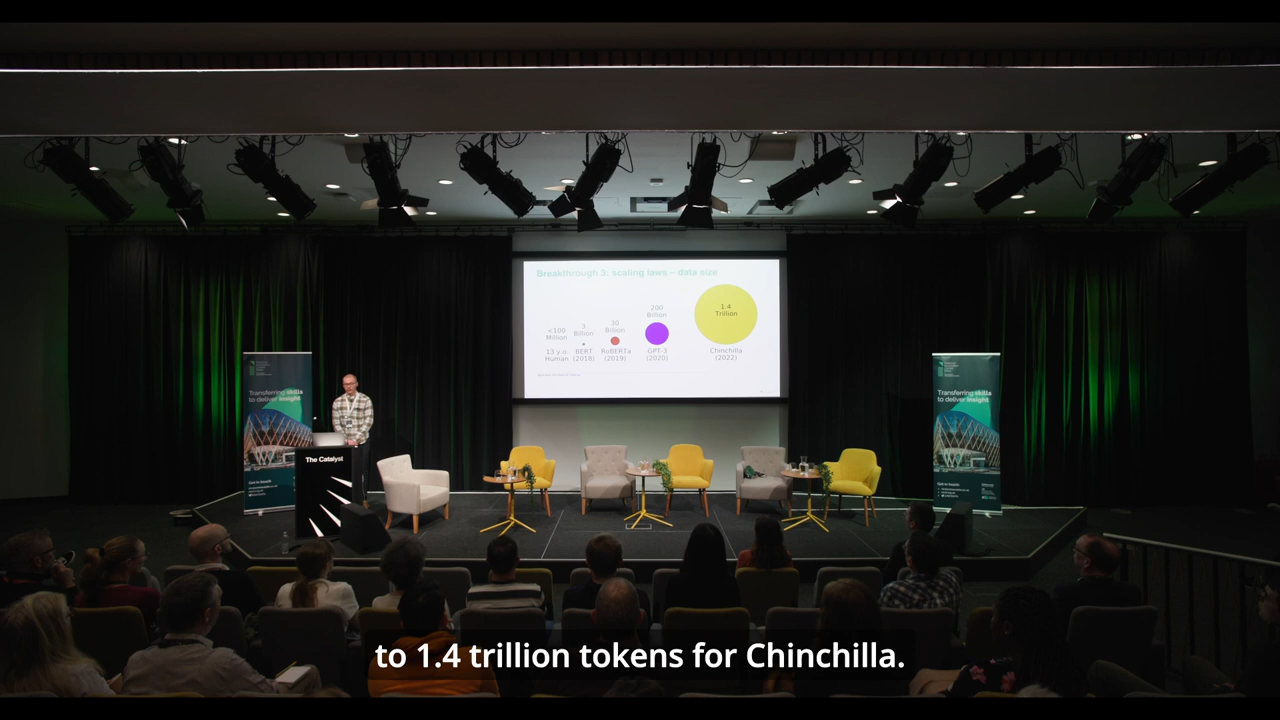 Breakthrough 3. scaling laws – data size
<100
Million
13 y.o.
Human
3
Billion
BERT
(2018)
30
Billion
RoBERTa
(2019)
200
Billion
GPT-3
(2020)
1.4
Trillion
Chinchilla
(2022)
Transferring skills
to deliver insight
The Catalyst
Transferring skills
to deliver insight
to 1.4 trillion tokens for Chinchilla.